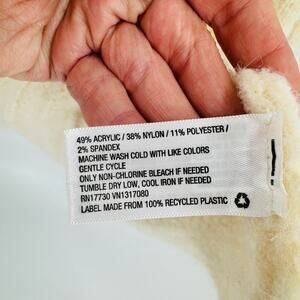 49% ACRYLIC / 38% NYLON / 11% POLYESTER /
2% SPANDEX
MACHINE WASH COLD WITH LIKE COLORS
GENTLE CYCLE
ONLY NON-CHLORINE BLEACH IF NEEDED
TUMBLE DRY LOW, COOL IRON IF NEEDED
RN17730 VN1317080
LABEL MADE FROM 100% RECYCLED PLASTIC